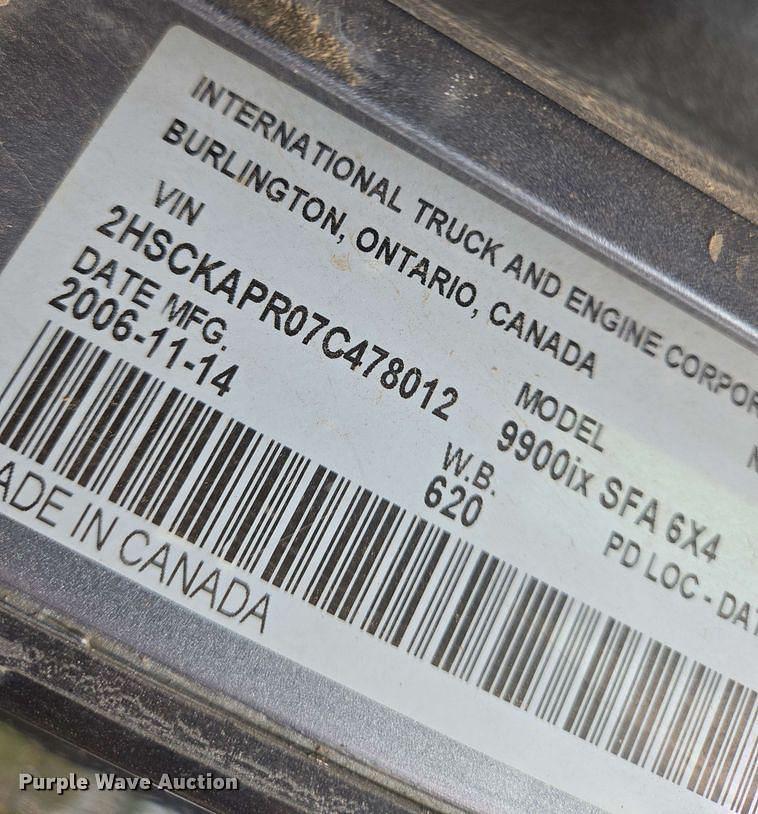 INTERNATIONAL TRUCK AND ENGINE CORPOR
BURLINGTON, ONTARIO, CANADA
VIN
2HSCKAPR07C478012
MODEL
9900ix SFA 6X4
DATE MFG.
2006-11-14
W.B.
620
PD LOC - DAT
ADE IN CANADA
Purple Wave Auction